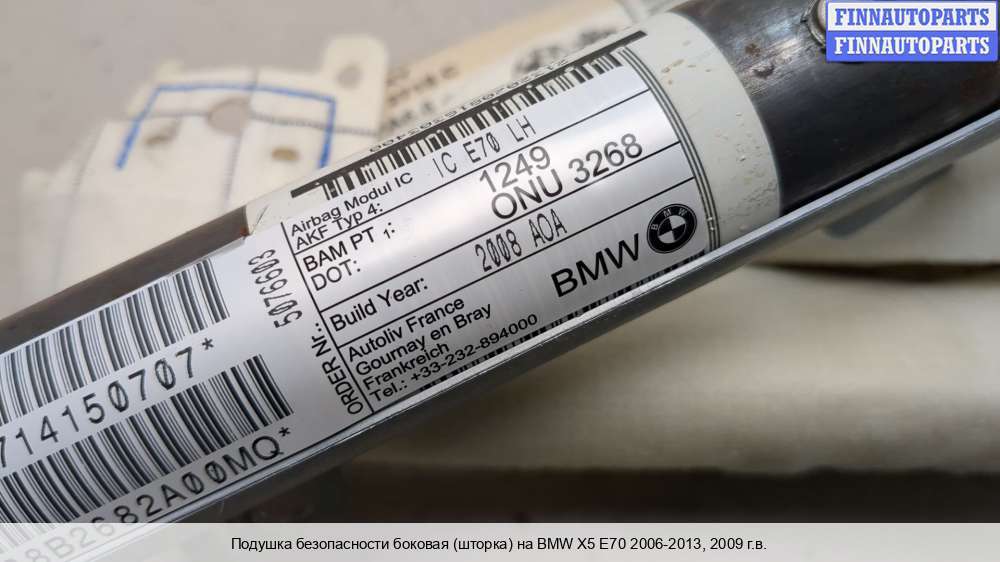 FINNAUTOPARTS
FINNAUTOPARTS
Airbag Modul IC
IC E70 LH
AKF Typ 4:
BAM PT 1: 1249
DOT: ONU 3268
Build Year: 2008 AOA
Autoliv France
Gournay en Bray
Frankreich
Tel.: +33-232-894000
BMW
ORDER Nr.: 5076603
714150707*
8B2682A00MQ*
Подушка безопасности боковая (шторка) на BMW X5 E70 2006-2013, 2009 г.в.